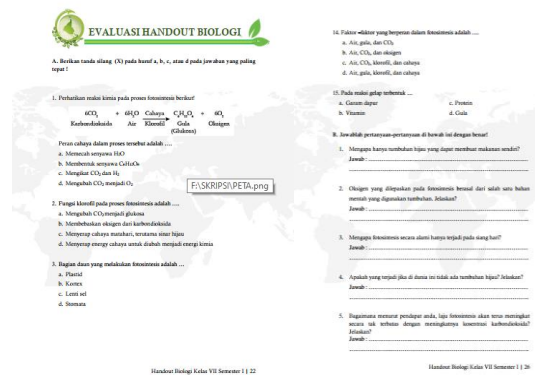 EVALUASI HANDOUT BIOLOGI
A. Berikan tanda silang (X) pada huruf a, b, c, atau d pada jawaban yang paling
tepat !
1. Perhatikan reaksi kimia pada proses fotosintesis berikut!
6CO₂ + 6H₂O Cahaya C₆H₁₂O₆ + 6O₂
Karbondioksida Air Klorofil Gula Oksigen
(Glukosa)
Peran cahaya dalam proses tersebut adalah ….
a. Memecah senyawa H₂O
b. Membentuk senyawa C₆H₁₂O₆
c. Mengikat CO₂ dan H₂
d. Mengubah CO₂ menjadi O₂
F:\SKRIPSI\PETA.png
2. Fungsi klorofil pada proses fotosintesis adalah ….
a. Mengubah CO₂ menjadi glukosa
b. Membebaskan oksigen dari karbondioksida
c. Menyerap cahaya matahari, terutama sinar hijau
d. Menyerap energy cahaya untuk diubah menjadi energi kimia
3. Bagian daun yang melakukan fotosintesis adalah …
a. Plastid
b. Kortex
c. Lenti sel
d. Stomata
Handout Biologi Kelas VII Semester I | 22
14. Faktor –faktor yang berperan dalam fotosintesis adalah ….
a. Air, gula, dan CO₂
b. Air, CO₂, dan oksigen
c. Air, CO₂, klorofil, dan cahaya
d. Air, gula, klorofil, dan cahaya
15. Pada reaksi gelap terbentuk …
a. Garam dapur c. Protein
b. Vitamin d. Gula
B. Jawablah pertanyaan-pertanyaan di bawah ini dengan benar!
1. Mengapa hanya tumbuhan hijau yang dapat membuat makanan sendiri?
Jawab :
2. Oksigen yang dilepaskan pada fotosintesis berasal dari salah satu bahan
mentah yang digunakan tumbuhan. Jelaskan?
Jawab :
3. Mengapa fotosintesis secara alami hanya terjadi pada siang hari?
Jawab :
4. Apakah yang terjadi jika di dunia ini tidak ada tumbuhan hijau? Jelaskan?
Jawab :
5. Bagaimana menurut pendapat anda, laju fotosintesis akan terus meningkat
secara tak terbatas dengan meningkatnya konsentrasi karbondioksida?
Jelaskan?
Jawab :
Handout Biologi Kelas VII Semester I | 26